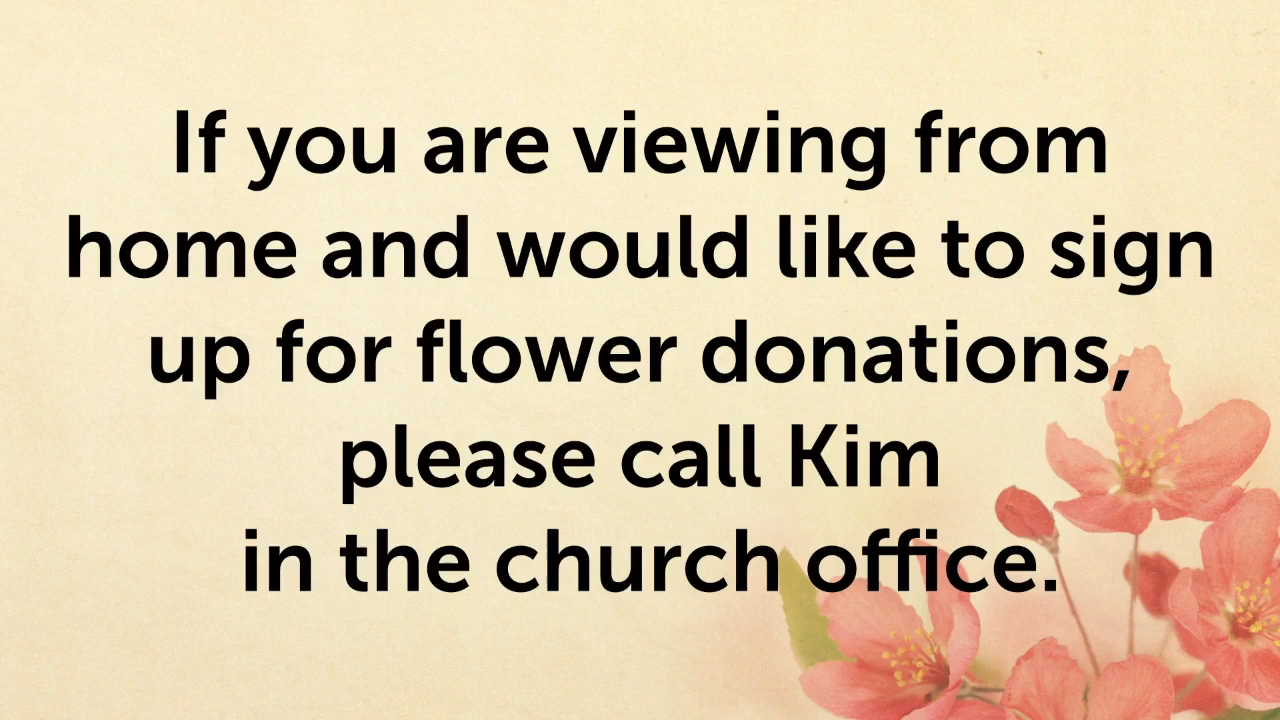 If you are viewing from
home and would like to sign
up for flower donations,
please call Kim
in the church office.